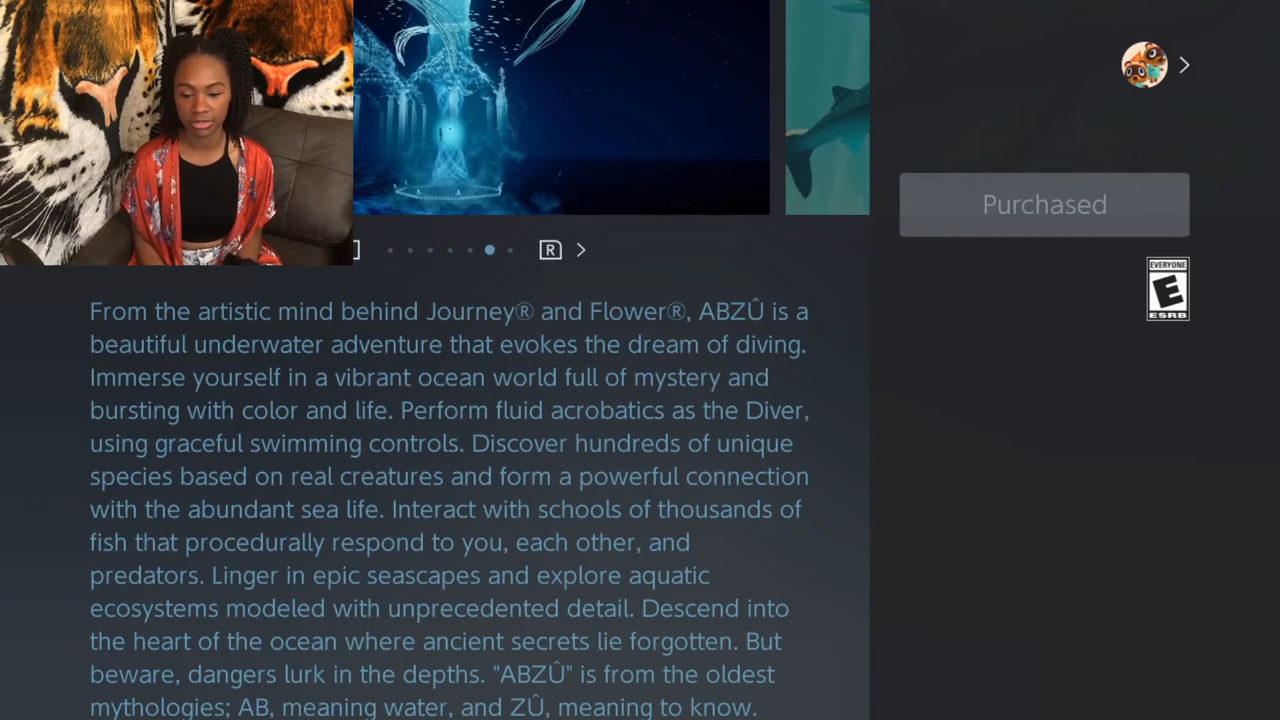 Purchased
R
EVERYONE
E
ESRB
From the artistic mind behind Journey® and Flower®, ABZÛ is a
beautiful underwater adventure that evokes the dream of diving.
Immerse yourself in a vibrant ocean world full of mystery and
bursting with color and life. Perform fluid acrobatics as the Diver,
using graceful swimming controls. Discover hundreds of unique
species based on real creatures and form a powerful connection
with the abundant sea life. Interact with schools of thousands of
fish that procedurally respond to you, each other, and
predators. Linger in epic seascapes and explore aquatic
ecosystems modeled with unprecedented detail. Descend into
the heart of the ocean where ancient secrets lie forgotten. But
beware, dangers lurk in the depths. "ABZÛ" is from the oldest
mythologies; AB, meaning water, and ZÛ, meaning to know.